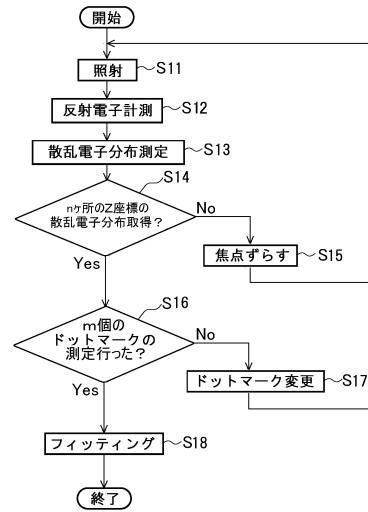 開始
照射
S11
反射電子計測
S12
散乱電子分布測定
S13
S14
nヶ所のZ座標の
散乱電子分布取得？
No
Yes
焦点ずらす
S15
S16
m個の
ドットマークの
測定行った？
No
Yes
ドットマーク変更
S17
フィッティング
S18
終了